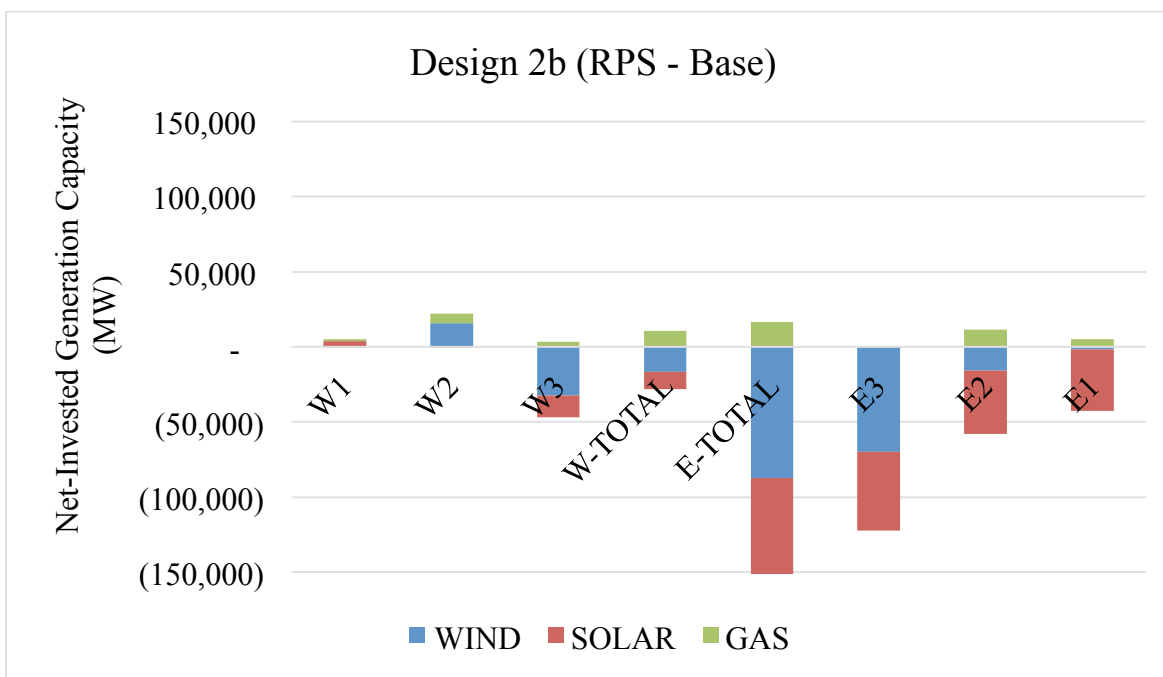 Design 2b (RPS - Base)
Net-Invested Generation Capacity
(MW)
150,000
100,000
50,000
-
(50,000)
(100,000)
(150,000)
W1
W2
W3
W-TOTAL
E-TOTAL
E3
E2
E1
WIND
SOLAR
GAS